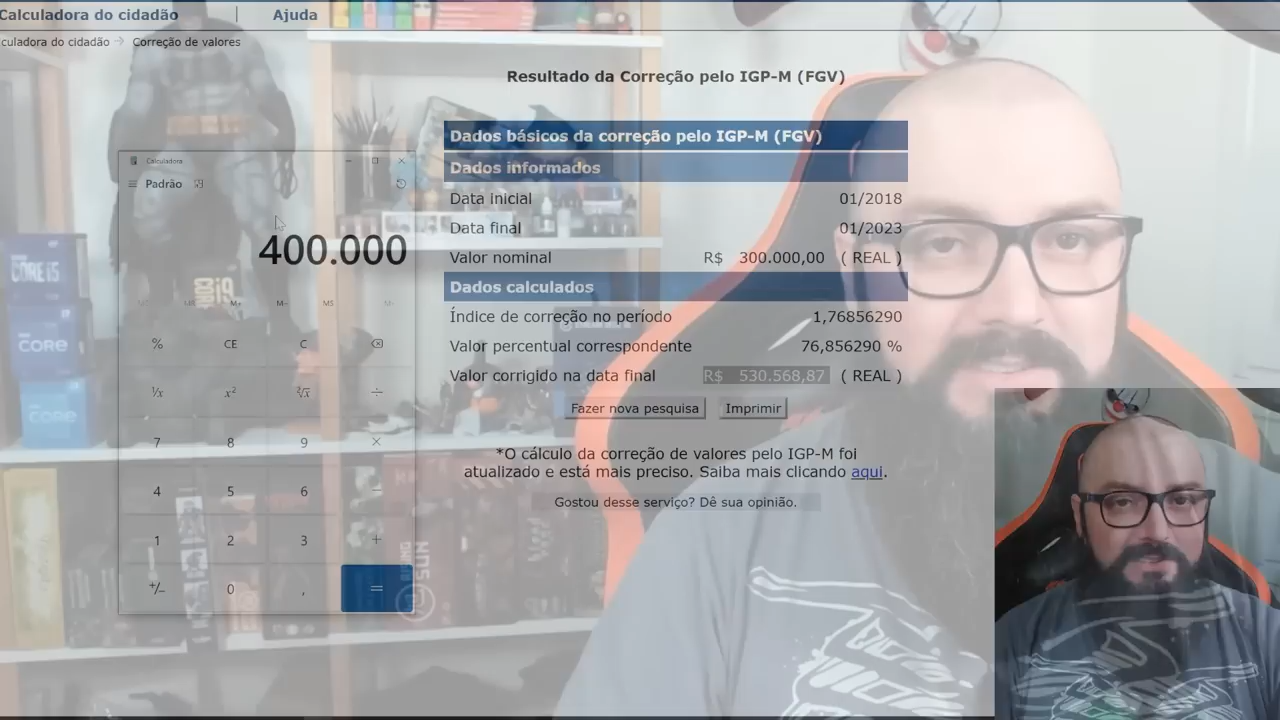 Calculadora do cidadão | Ajuda
culadora do cidadão → Correção de valores
Resultado da Correção pelo IGP-M (FGV)
Dados básicos da correção pelo IGP-M (FGV)
Dados informados
Data inicial 01/2018
Data final 01/2023
Valor nominal R$ 300.000,00 ( REAL )
Dados calculados
Índice de correção no período 1,76856290
Valor percentual correspondente 76,856290 %
Valor corrigido na data final R$ 530.568,87 ( REAL )
Fazer nova pesquisa Imprimir
*O cálculo da correção de valores pelo IGP-M foi
atualizado e está mais preciso. Saiba mais clicando aqui.
Gostou desse serviço? Dê sua opinião.
Calculadora
Padrão
400.000
MC MR M+ M- MS
% CE C
¹/x x² ²√x ÷
7 8 9 ×
4 5 6 −
1 2 3 +
+/− 0 , =
CORE i5
CORE
CORE